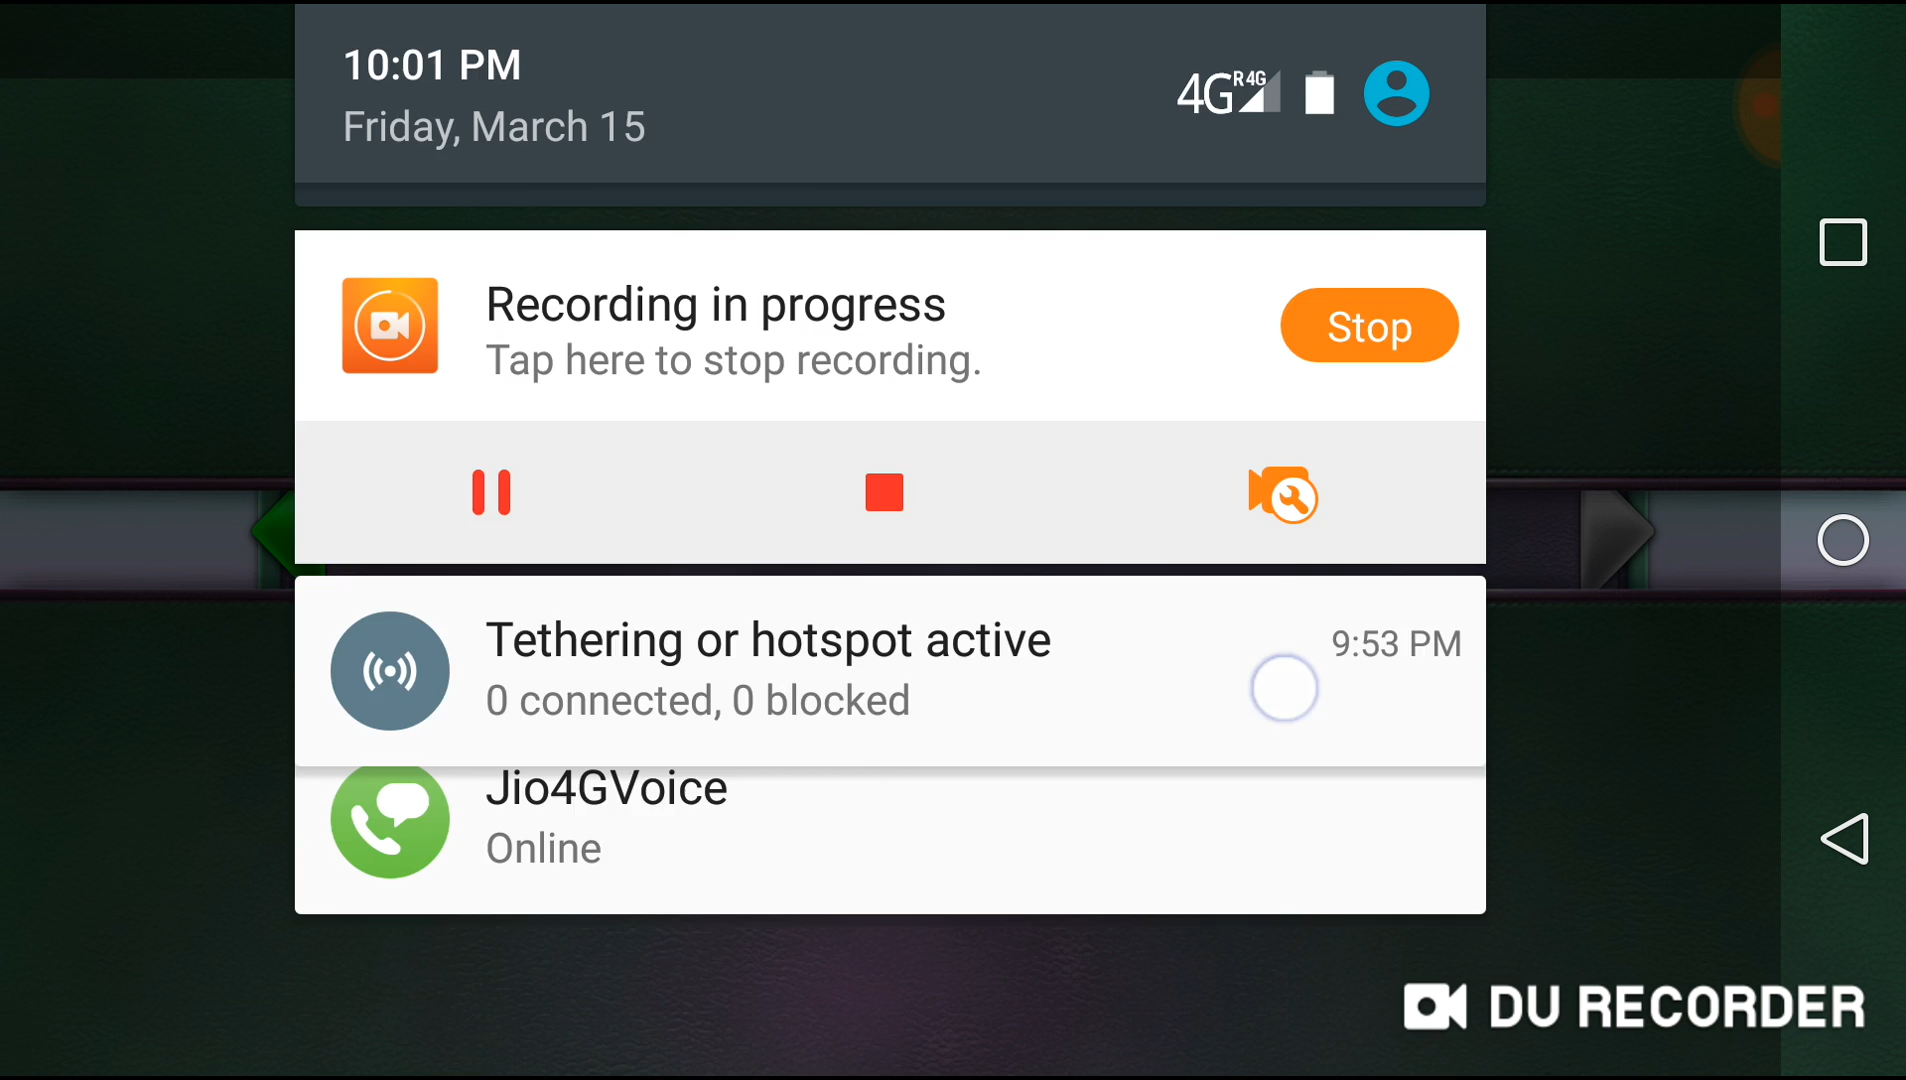 10:01 PM
4G R 4G
Friday, March 15
Recording in progress
Tap here to stop recording.
Stop
Tethering or hotspot active
9:53 PM
0 connected, 0 blocked
Jio4GVoice
Online
DU RECORDER